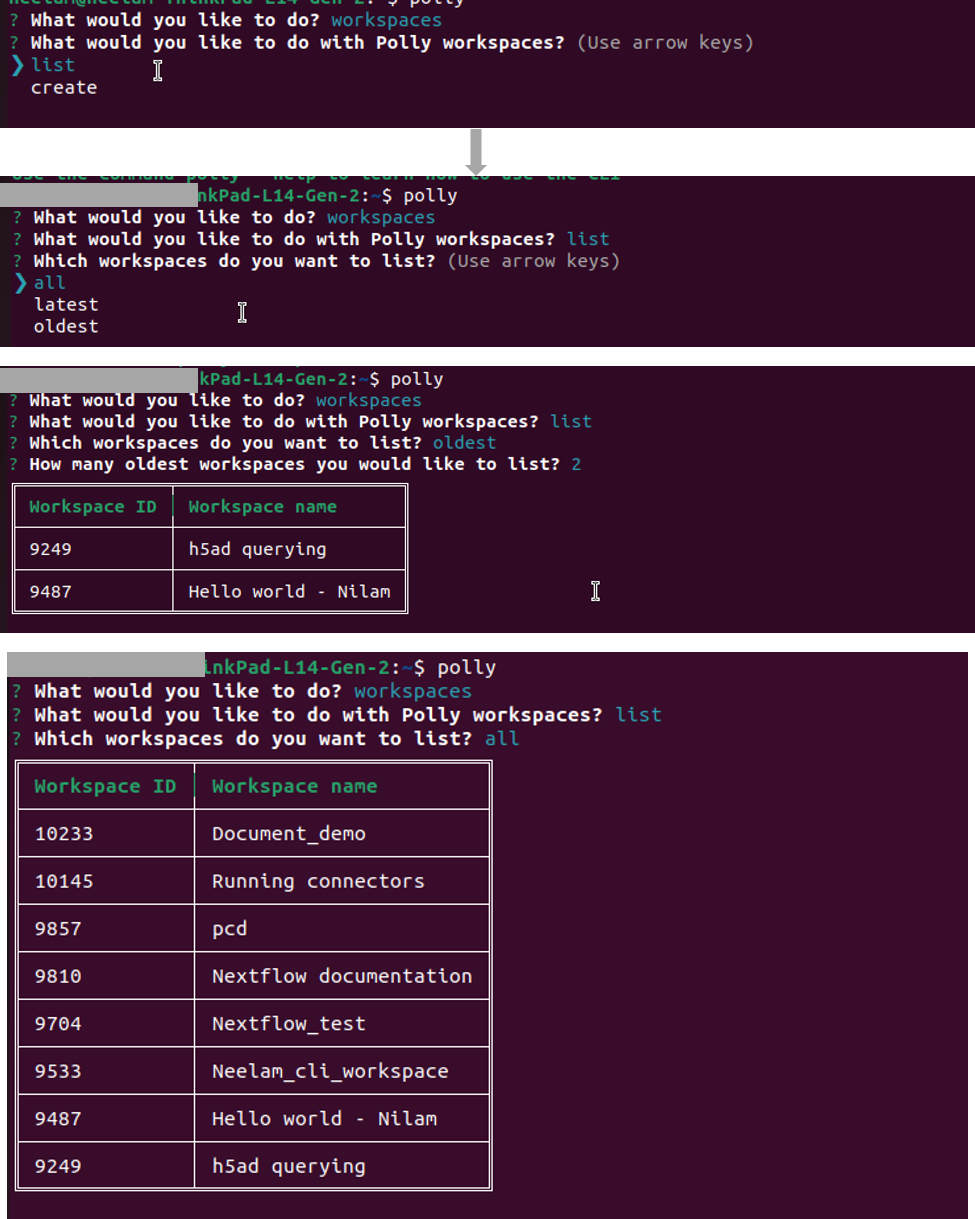 $ polly
? What would you like to do? workspaces
? What would you like to do with Polly workspaces? (Use arrow keys)
❯ list
create
nkPad-L14-Gen-2:~$ polly
? What would you like to do? workspaces
? What would you like to do with Polly workspaces? list
? Which workspaces do you want to list? (Use arrow keys)
❯ all
latest
oldest
kPad-L14-Gen-2:~$ polly
? What would you like to do? workspaces
? What would you like to do with Polly workspaces? list
? Which workspaces do you want to list? oldest
? How many oldest workspaces you would like to list? 2
Workspace ID Workspace name
9249 h5ad querying
9487 Hello world - Nilam
inkPad-L14-Gen-2:~$ polly
? What would you like to do? workspaces
? What would you like to do with Polly workspaces? list
? Which workspaces do you want to list? all
Workspace ID Workspace name
10233 Document_demo
10145 Running connectors
9857 pcd
9810 Nextflow documentation
9704 Nextflow_test
9533 Neelam_cli_workspace
9487 Hello world - Nilam
9249 h5ad querying